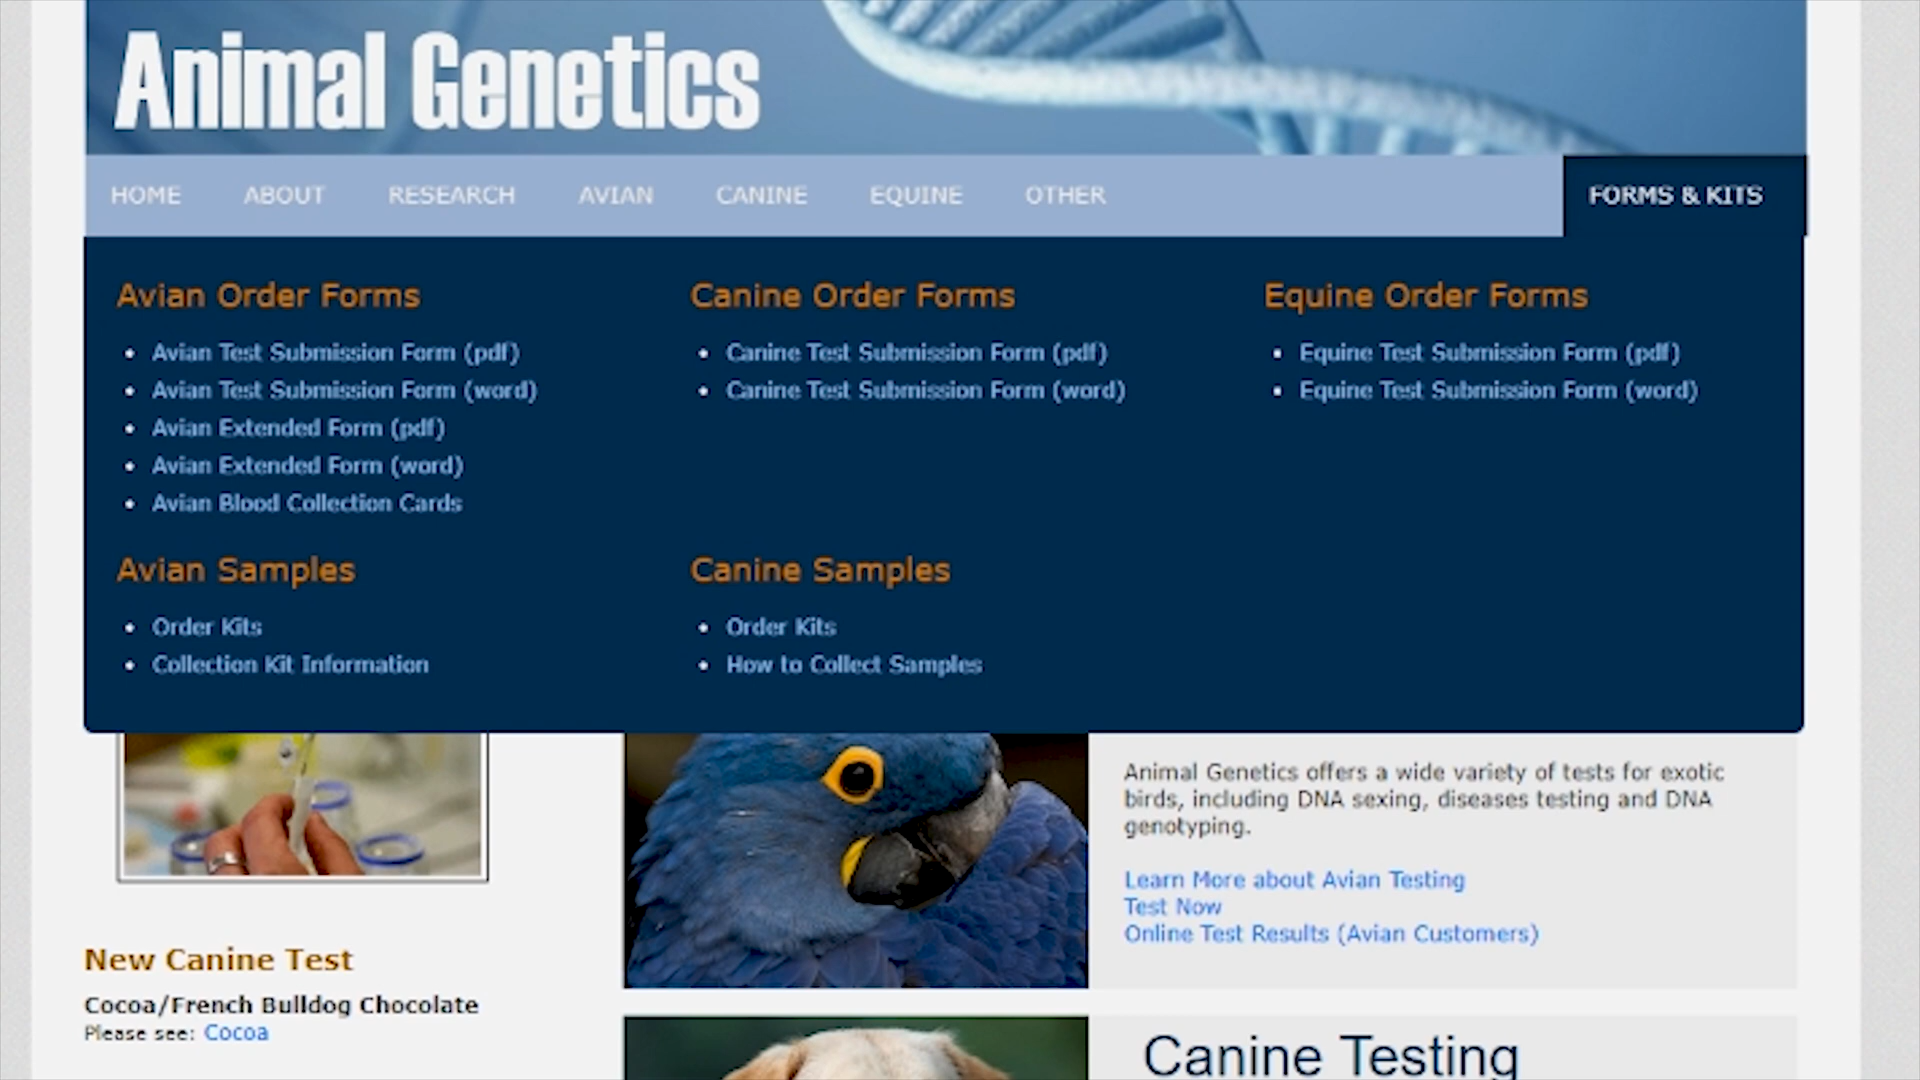 Animal Genetics
HOME ABOUT RESEARCH AVIAN CANINE EQUINE OTHER FORMS & KITS
Avian Order Forms
Avian Test Submission Form (pdf)
Avian Test Submission Form (word)
Avian Extended Form (pdf)
Avian Extended Form (word)
Avian Blood Collection Cards
Canine Order Forms
Canine Test Submission Form (pdf)
Canine Test Submission Form (word)
Equine Order Forms
Equine Test Submission Form (pdf)
Equine Test Submission Form (word)
Avian Samples
Order Kits
Collection Kit Information
Canine Samples
Order Kits
How to Collect Samples
New Canine Test
Cocoa/French Bulldog Chocolate
Please see: Cocoa
Animal Genetics offers a wide variety of tests for exotic
birds, including DNA sexing, diseases testing and DNA
genotyping.
Learn More about Avian Testing
Test Now
Online Test Results (Avian Customers)
Canine Testing